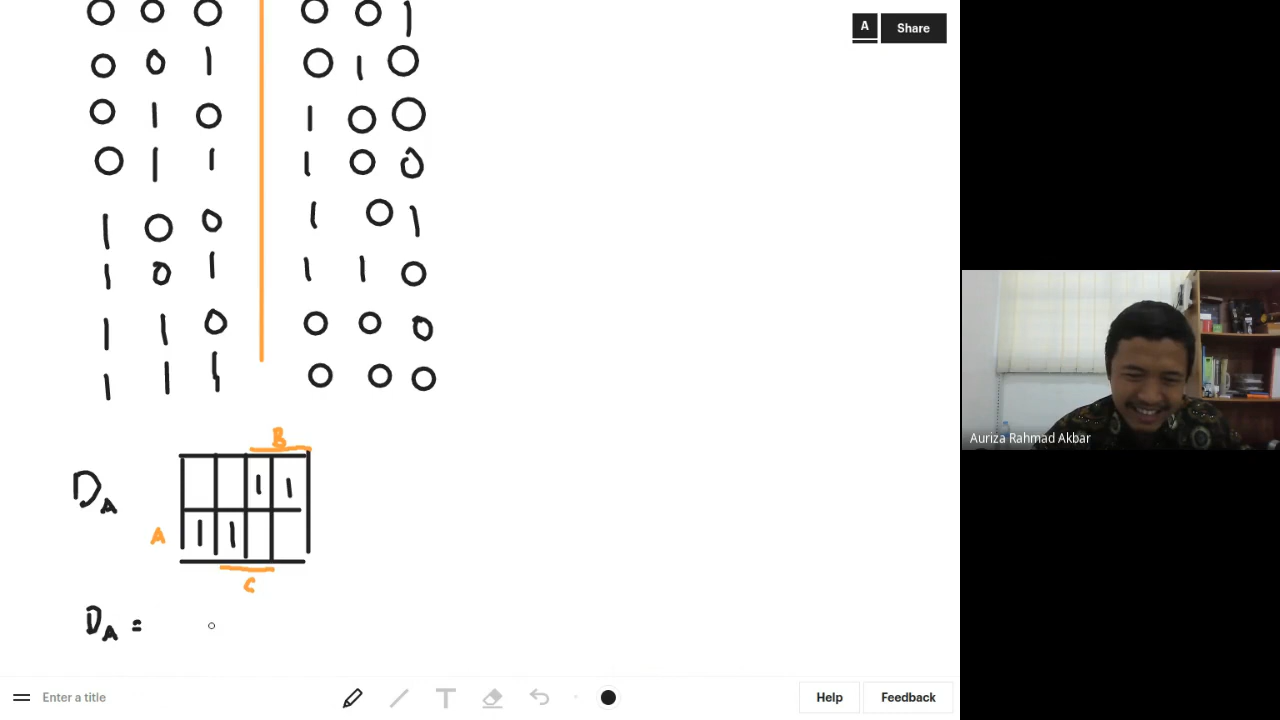 0 0 0 0 0 1
A Share
0 0 1 0 1 0
0 1 0 1 0 0
0 1 1 1 0 0
1 0 0 1 0 1
1 0 1 1 1 0
1 1 0 0 0 0
1 1 1 0 0 0
Auriza Rahmad Akbar
B
D_A 1 1
A 1 1
C
D_A =
Enter a title T Help Feedback